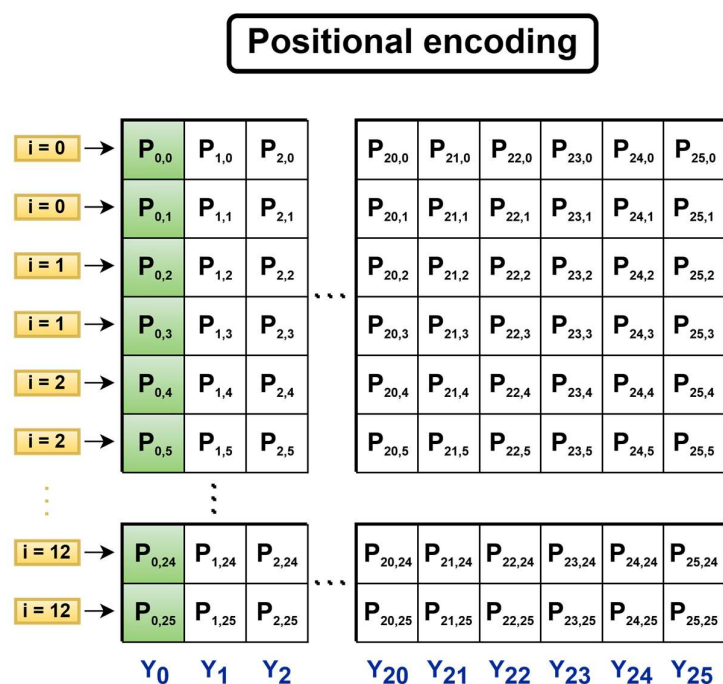 Positional encoding
i = 0 P0,0 P1,0 P2,0 P20,0 P21,0 P22,0 P23,0 P24,0 P25,0
i = 0 P0,1 P1,1 P2,1 P20,1 P21,1 P22,1 P23,1 P24,1 P25,1
i = 1 P0,2 P1,2 P2,2 P20,2 P21,2 P22,2 P23,2 P24,2 P25,2
...
i = 1 P0,3 P1,3 P2,3 P20,3 P21,3 P22,3 P23,3 P24,3 P25,3
i = 2 P0,4 P1,4 P2,4 P20,4 P21,4 P22,4 P23,4 P24,4 P25,4
i = 2 P0,5 P1,5 P2,5 P20,5 P21,5 P22,5 P23,5 P24,5 P25,5
i = 12 P0,24 P1,24 P2,24 P20,24 P21,24 P22,24 P23,24 P24,24 P25,24
...
i = 12 P0,25 P1,25 P2,25 P20,25 P21,25 P22,25 P23,25 P24,25 P25,25
Y0 Y1 Y2 Y20 Y21 Y22 Y23 Y24 Y25